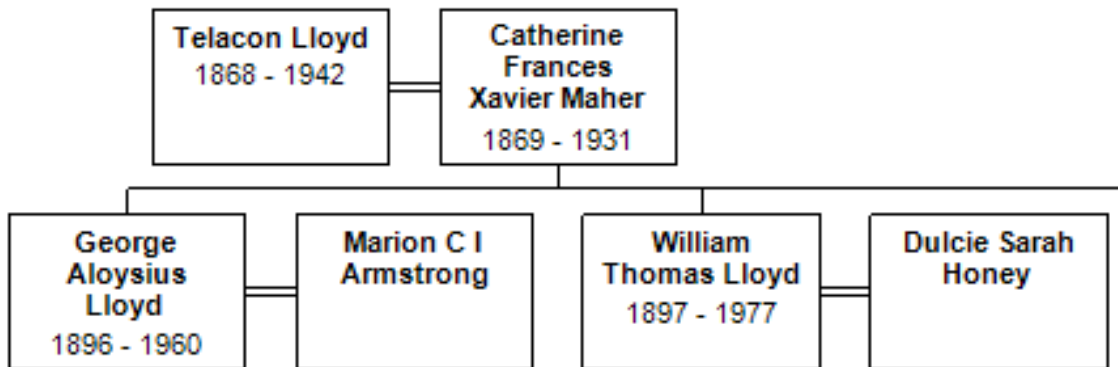 Telacon Lloyd
1868 - 1942
Catherine
Frances
Xavier Maher
1869 - 1931
George
Aloysius
Lloyd
1896 - 1960
Marion C I
Armstrong
William
Thomas Lloyd
1897 - 1977
Dulcie Sarah
Honey